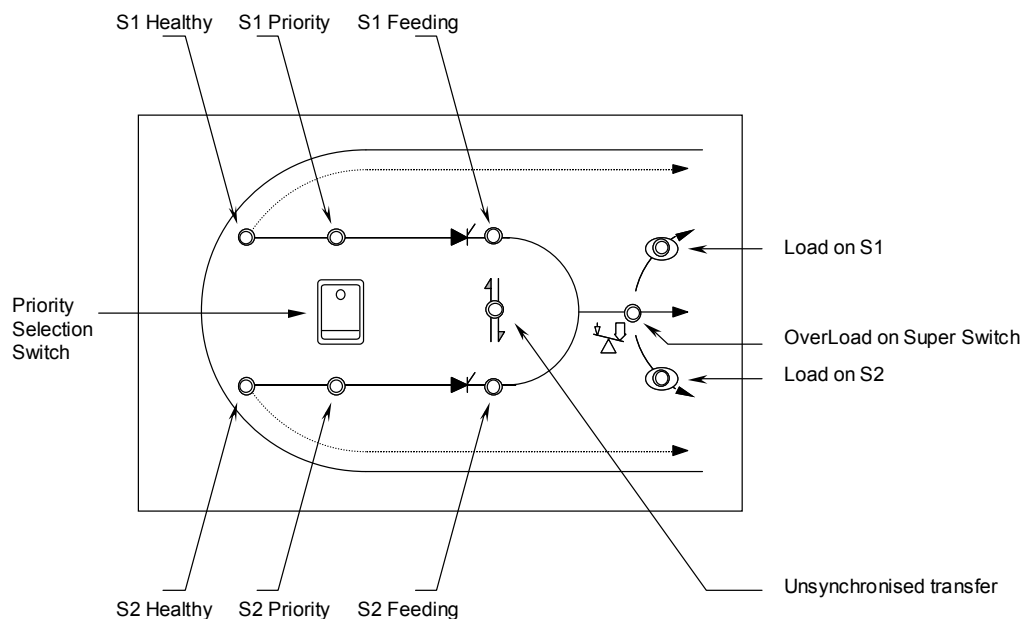 S1 Healthy
S1 Priority
S1 Feeding
Load on S1
Priority
Selection
Switch
OverLoad on Super Switch
Load on S2
Unsynchronised transfer
S2 Healthy
S2 Priority
S2 Feeding